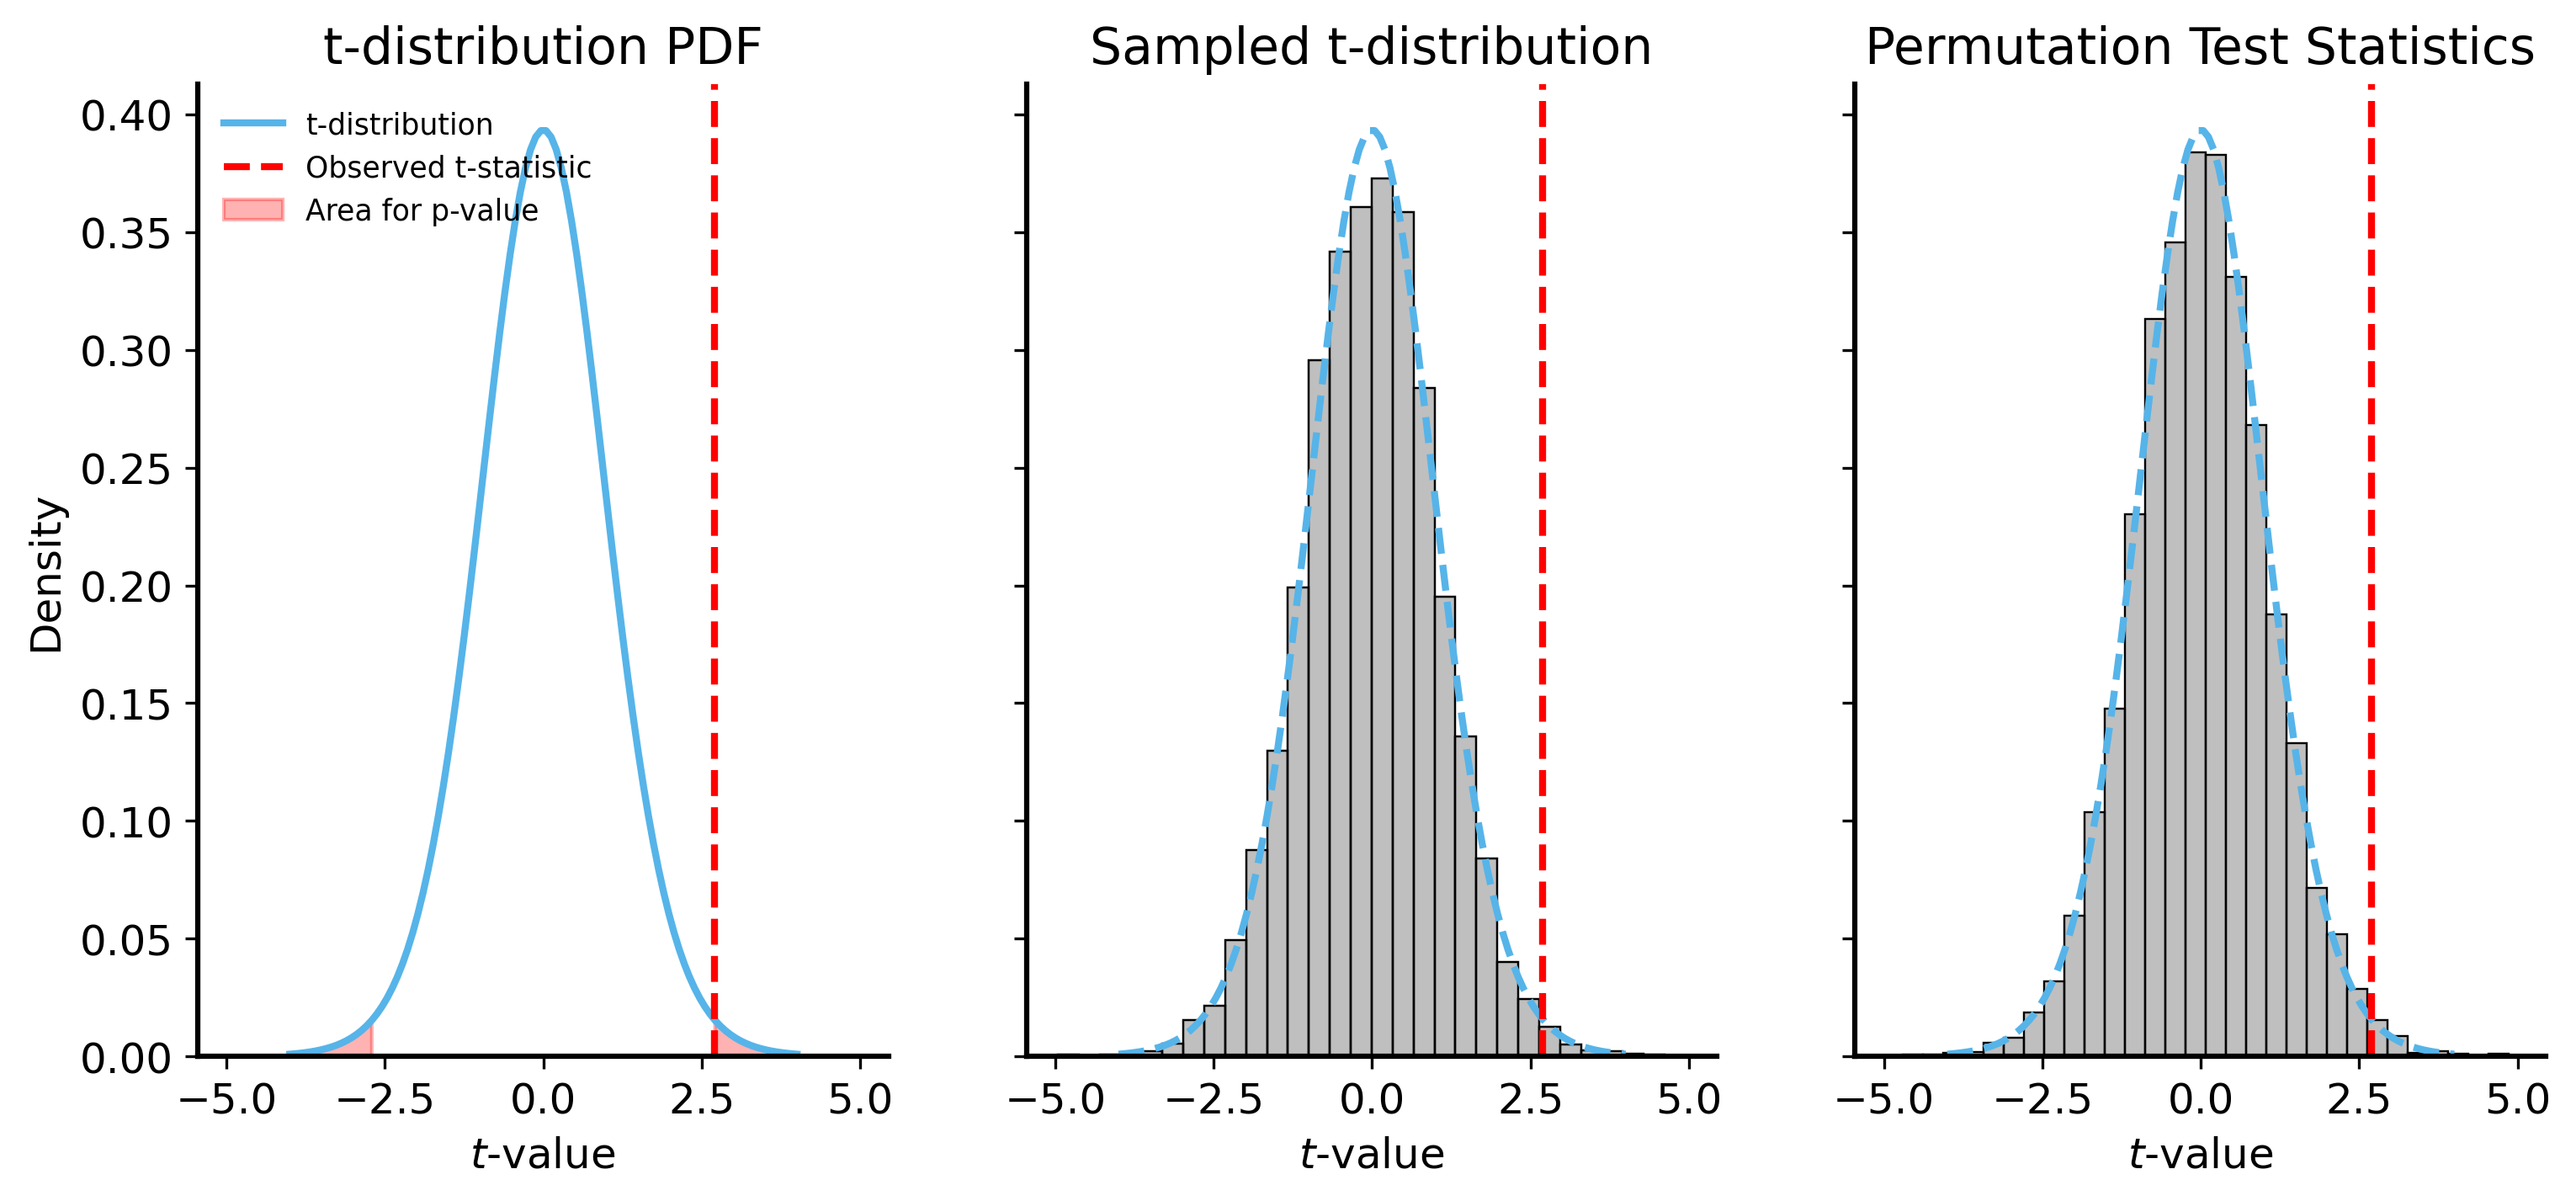 t-distribution PDF
t-distribution
Observed t-statistic
Area for p-value
Density
0.40
0.35
0.30
0.25
0.20
0.15
0.10
0.05
0.00
−5.0 −2.5 0.0 2.5 5.0
t-value
Sampled t-distribution
−5.0 −2.5 0.0 2.5 5.0
t-value
Permutation Test Statistics
−5.0 −2.5 0.0 2.5 5.0
t-value